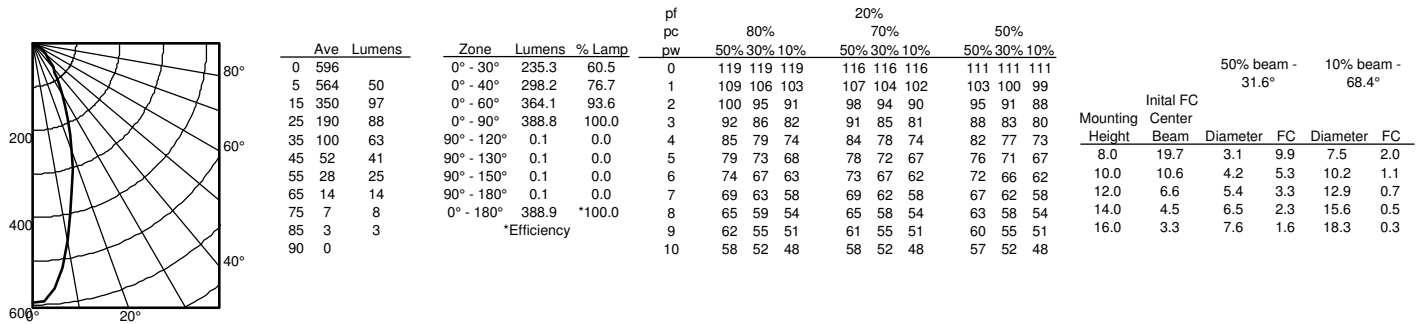 80°
60°
40°
20°
0°
200
400
600
Ave Lumens
0 596
5 564 50
15 350 97
25 190 88
35 100 63
45 52 41
55 28 25
65 14 14
75 7 8
85 3 3
90 0
Zone Lumens % Lamp
0° - 30° 235.3 60.5
0° - 40° 298.2 76.7
0° - 60° 364.1 93.6
0° - 90° 388.8 100.0
90° - 120° 0.1 0.0
90° - 130° 0.1 0.0
90° - 150° 0.1 0.0
90° - 180° 0.1 0.0
0° - 180° 388.9 *100.0
*Efficiency
pf 20%
pc 80% 70% 50%
pw 50% 30% 10% 50% 30% 10% 50% 30% 10%
0 119 119 119 116 116 116 111 111 111
1 109 106 103 107 104 102 103 100 99
2 100 95 91 98 94 90 95 91 88
3 92 86 82 91 85 81 88 83 80
4 85 79 74 84 78 74 82 77 73
5 79 73 68 78 72 67 76 71 67
6 74 67 63 73 67 62 72 66 62
7 69 63 58 69 62 58 67 62 58
8 65 59 54 65 58 54 63 58 54
9 62 55 51 61 55 51 60 55 51
10 58 52 48 58 52 48 57 52 48
50% beam - 10% beam -
31.6° 68.4°
Inital FC
Mounting Center
Height Beam Diameter FC Diameter FC
8.0 19.7 3.1 9.9 7.5 2.0
10.0 10.6 4.2 5.3 10.2 1.1
12.0 6.6 5.4 3.3 12.9 0.7
14.0 4.5 6.5 2.3 15.6 0.5
16.0 3.3 7.6 1.6 18.3 0.3